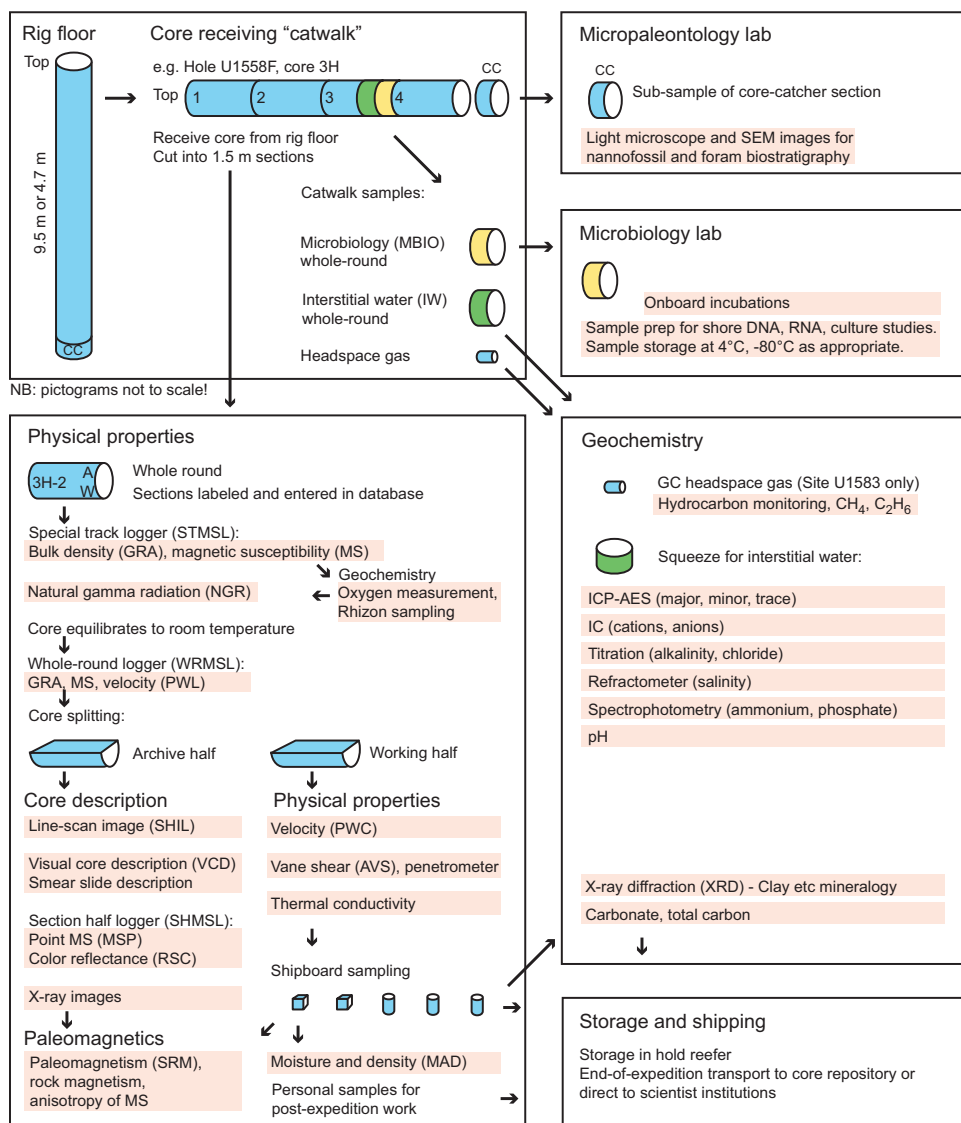 Rig floor
Top
9.5 m or 4.7 m
CC
Core receiving “catwalk”
e.g. Hole U1558F, core 3H
CC
Top 1 2 3 4
Receive core from rig floor
Cut into 1.5 m sections
Catwalk samples:
Microbiology (MBIO)
whole-round
Interstitial water (IW)
whole-round
Headspace gas
NB: pictograms not to scale!
Micropaleontology lab
CC
Sub-sample of core-catcher section
Light microscope and SEM images for
nannofossil and foram biostratigraphy
Microbiology lab
Onboard incubations
Sample prep for shore DNA, RNA, culture studies.
Sample storage at 4°C, -80°C as appropriate.
Physical properties
3H-2 A
W
Whole round
Sections labeled and entered in database
Special track logger (STMSL):
Bulk density (GRA), magnetic susceptibility (MS)
Geochemistry
Oxygen measurement,
Rhizon sampling
Natural gamma radiation (NGR)
Core equilibrates to room temperature
Whole-round logger (WRMSL):
GRA, MS, velocity (PWL)
Core splitting:
Archive half
Working half
Core description
Line-scan image (SHIL)
Visual core description (VCD)
Smear slide description
Section half logger (SHMSL):
Point MS (MSP)
Color reflectance (RSC)
X-ray images
Paleomagnetics
Paleomagnetism (SRM),
rock magnetism,
anisotropy of MS
Physical properties
Velocity (PWC)
Vane shear (AVS), penetrometer
Thermal conductivity
Shipboard sampling
Moisture and density (MAD)
Personal samples for
post-expedition work
Geochemistry
GC headspace gas (Site U1583 only)
Hydrocarbon monitoring, CH4, C2H6
Squeeze for interstitial water:
ICP-AES (major, minor, trace)
IC (cations, anions)
Titration (alkalinity, chloride)
Refractometer (salinity)
Spectrophotometry (ammonium, phosphate)
pH
X-ray diffraction (XRD) - Clay etc mineralogy
Carbonate, total carbon
Storage and shipping
Storage in hold reefer
End-of-expedition transport to core repository or
direct to scientist institutions